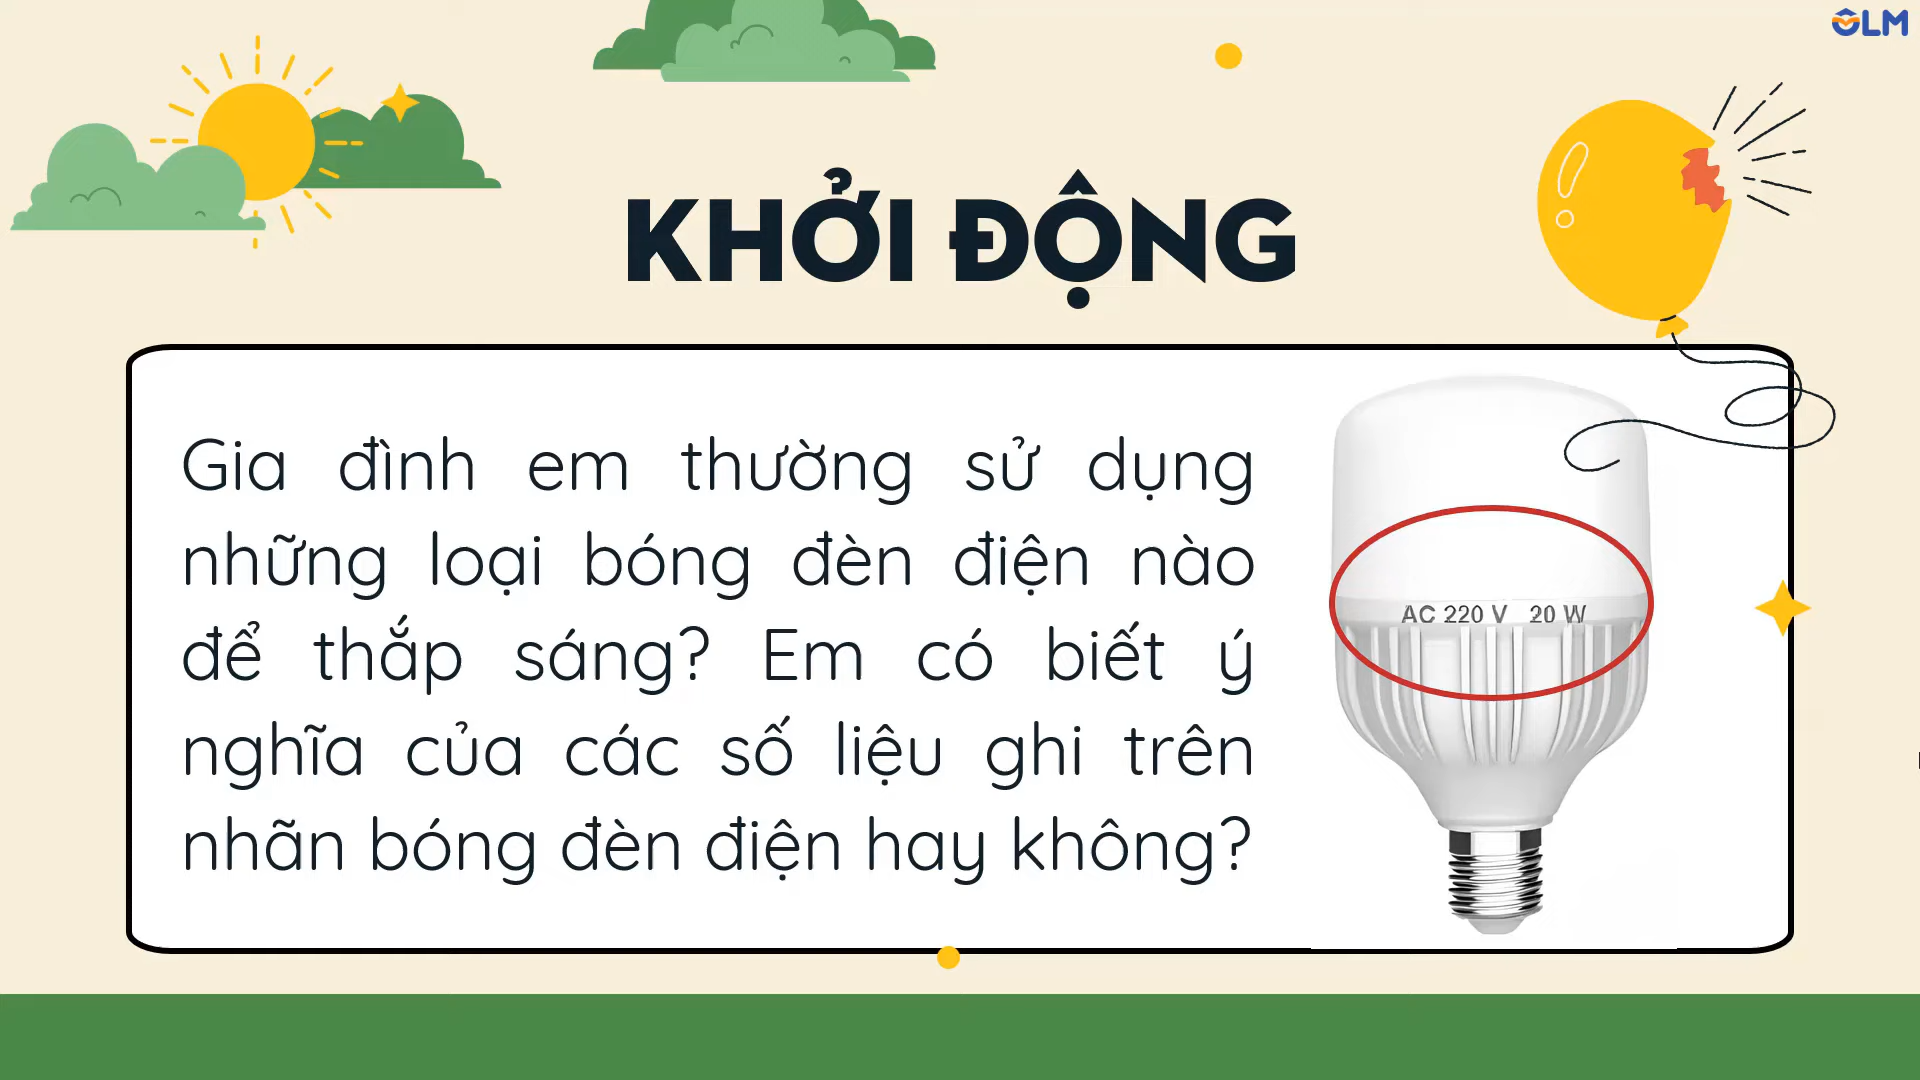 OLM
KHỞI ĐỘNG
Gia đình em thường sử dụng
những loại bóng đèn điện nào
để thắp sáng? Em có biết ý
nghĩa của các số liệu ghi trên
nhãn bóng đèn điện hay không?
AC 220 V 20 W